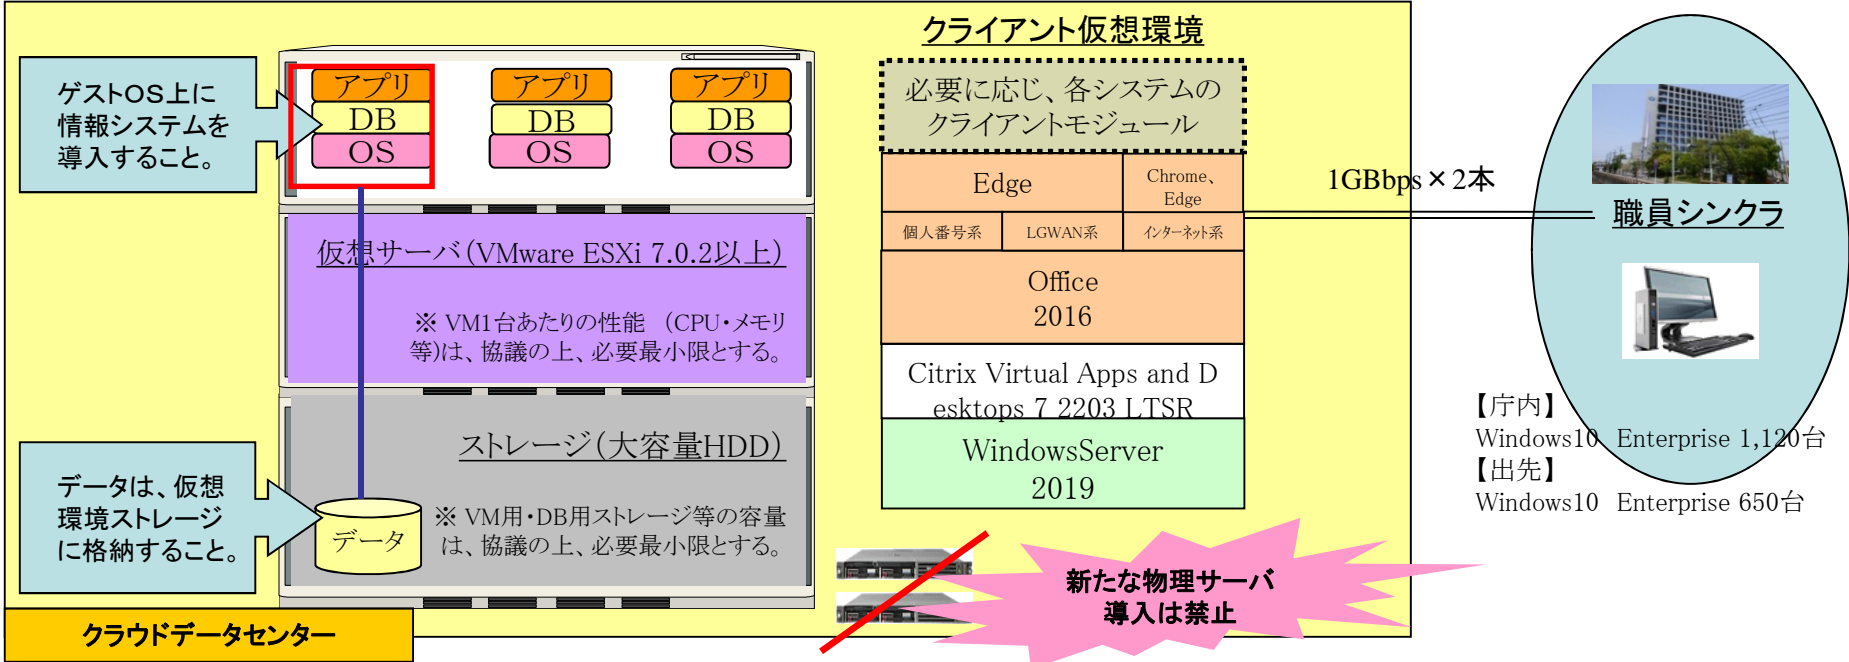 クライアント仮想環境
ゲストOS上に
情報システムを
導入すること。
アプリ
DB
OS
アプリ
DB
OS
アプリ
DB
OS
仮想サーバ(VMware ESXi 7.0.2以上)
※ VM1台あたりの性能 (CPU・メモリ
等)は、協議の上、必要最小限とする。
ストレージ(大容量HDD)
※ VM用・DB用ストレージ等の容量
は、協議の上、必要最小限とする。
データは、仮想
環境ストレージ
に格納すること。
データ
クラウドデータセンター
必要に応じ、各システムの
クライアントモジュール
Edge
Chrome、
Edge
個人番号系
LGWAN系
インターネット系
Office
2016
Citrix Virtual Apps and D
esktops 7 2203 LTSR
WindowsServer
2019
新たな物理サーバ
導入は禁止
1GBbps×2本
職員シンクラ
【庁内】
Windows10 Enterprise 1,120台
【出先】
Windows10 Enterprise 650台